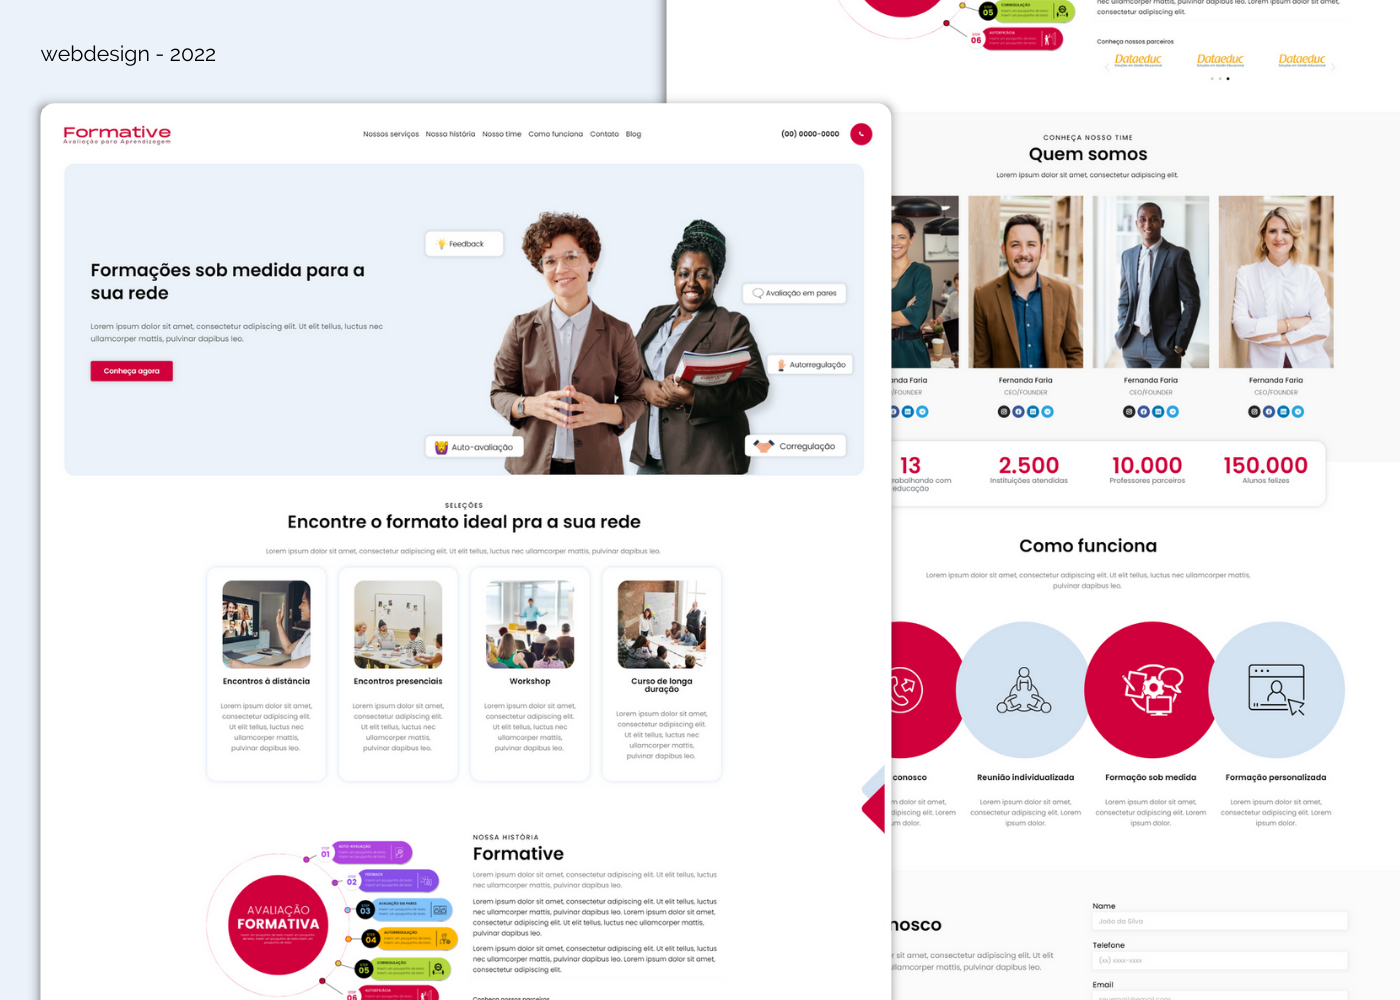 webdesign - 2022
Formative
Avaliação para Aprendizagem
Nossos serviços Nossa história Nosso time Como funciona Contato Blog
(00) 0000-0000
Feedback
Avaliação em pares
Autorregulação
Auto-avaliação
Corregulação
Formações sob medida para a
sua rede
Lorem ipsum dolor sit amet, consectetur adipiscing elit. Ut elit tellus, luctus nec
ullamcorper mattis, pulvinar dapibus leo.
Conheça agora
SELEÇÕES
Encontre o formato ideal pra a sua rede
Lorem ipsum dolor sit amet, consectetur adipiscing elit. Ut elit tellus, luctus nec ullamcorper mattis, pulvinar dapibus leo.
Encontros à distância
Lorem ipsum dolor sit amet,
consectetur adipiscing elit.
Ut elit tellus, luctus nec
ullamcorper mattis,
pulvinar dapibus leo.
Encontros presenciais
Lorem ipsum dolor sit amet,
consectetur adipiscing elit.
Ut elit tellus, luctus nec
ullamcorper mattis,
pulvinar dapibus leo.
Workshop
Lorem ipsum dolor sit amet,
consectetur adipiscing elit.
Ut elit tellus, luctus nec
ullamcorper mattis,
pulvinar dapibus leo.
Curso de longa
duração
Lorem ipsum dolor sit amet,
consectetur adipiscing elit.
Ut elit tellus, luctus nec
ullamcorper mattis,
pulvinar dapibus leo.
AVALIAÇÃO
FORMATIVA
01
AUTO-AVALIAÇÃO
02
FEEDBACK
03
AVALIAÇÃO EM PARES
04
AUTORREGULAÇÃO
05
CORREGULAÇÃO
06
NOSSA HISTÓRIA
Formative
Lorem ipsum dolor sit amet, consectetur adipiscing elit. Ut elit tellus, luctus
nec ullamcorper mattis, pulvinar dapibus leo.
Lorem ipsum dolor sit amet, consectetur adipiscing elit. Ut elit tellus, luctus
nec ullamcorper mattis, pulvinar dapibus leo. Lorem ipsum dolor sit amet,
consectetur adipiscing elit. Ut elit tellus, luctus nec ullamcorper mattis,
pulvinar dapibus leo.
Lorem ipsum dolor sit amet, consectetur adipiscing elit. Ut elit tellus, luctus
nec ullamcorper mattis, pulvinar dapibus leo. Lorem ipsum dolor sit amet,
consectetur adipiscing elit.
Conheça nossos parceiros
05
CORREGULAÇÃO
06
AUTOEFICÁCIA
nec ullamcorper mattis, pulvinar dapibus leo. Lorem ipsum dolor sit amet,
consectetur adipiscing elit.
Conheça nossos parceiros
Dataeduc Dataeduc Dataeduc
CONHEÇA NOSSO TIME
Quem somos
Lorem ipsum dolor sit amet, consectetur adipiscing elit.
nda Faria
/FOUNDER
Fernanda Faria
CEO/FOUNDER
Fernanda Faria
CEO/FOUNDER
Fernanda Faria
CEO/FOUNDER
13
rabalhando com
educação
2.500
Instituições atendidas
10.000
Professores parceiros
150.000
Alunos felizes
Como funciona
Lorem ipsum dolor sit amet, consectetur adipiscing elit. Ut elit tellus, luctus nec ullamcorper mattis, pulvinar
dapibus leo.
conosco
m dolor sit amet,
adipiscing elit. Lorem
um dolor.
Reunião individualizada
Lorem ipsum dolor sit amet,
consectetur adipiscing elit. Lorem
ipsum dolor.
Formação sob medida
Lorem ipsum dolor sit amet,
consectetur adipiscing elit. Lorem
ipsum dolor.
Formação personalizada
Lorem ipsum dolor sit amet,
consectetur adipiscing elit. Lorem
ipsum dolor.
nosco
r sit amet, consectetur adipiscing elit. Ut elit
llamcorper mattis, pulvinar dapibus leo.
Name
João da Silva
Telefone
(xx) xxxx-xxxx
Email